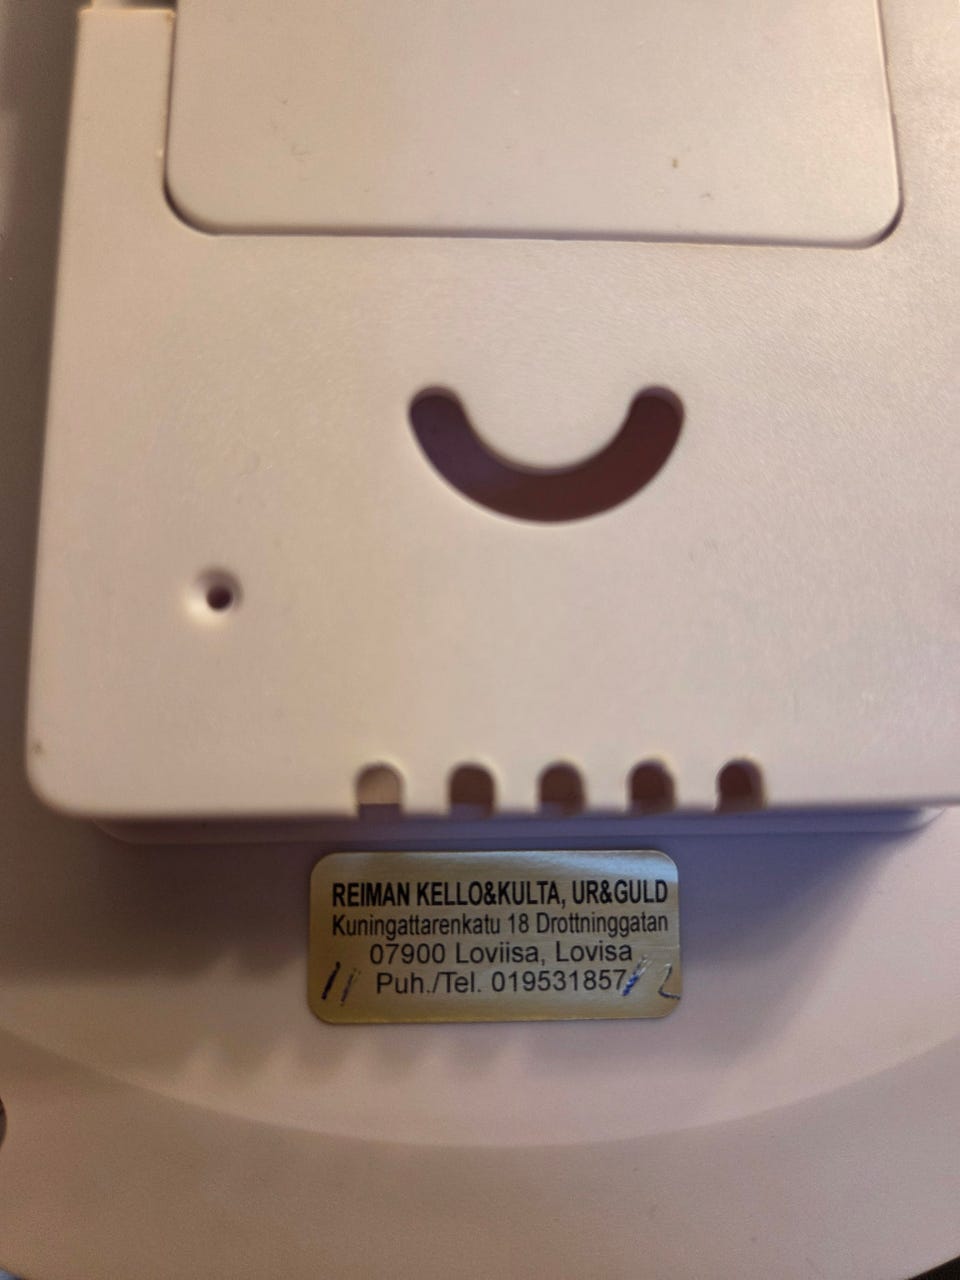 REIMAN KELLO&KULTA, UR&GULD
Kuningattarenkatu 18 Drottninggatan
07900 Loviisa, Lovisa
Puh./Tel. 019531857